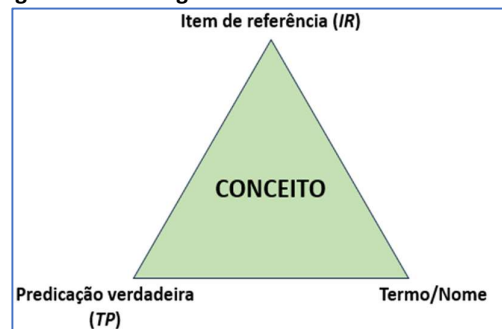 Item de referência (IR)
CONCEITO
Predicação verdadeira
(TP)
Termo/Nome